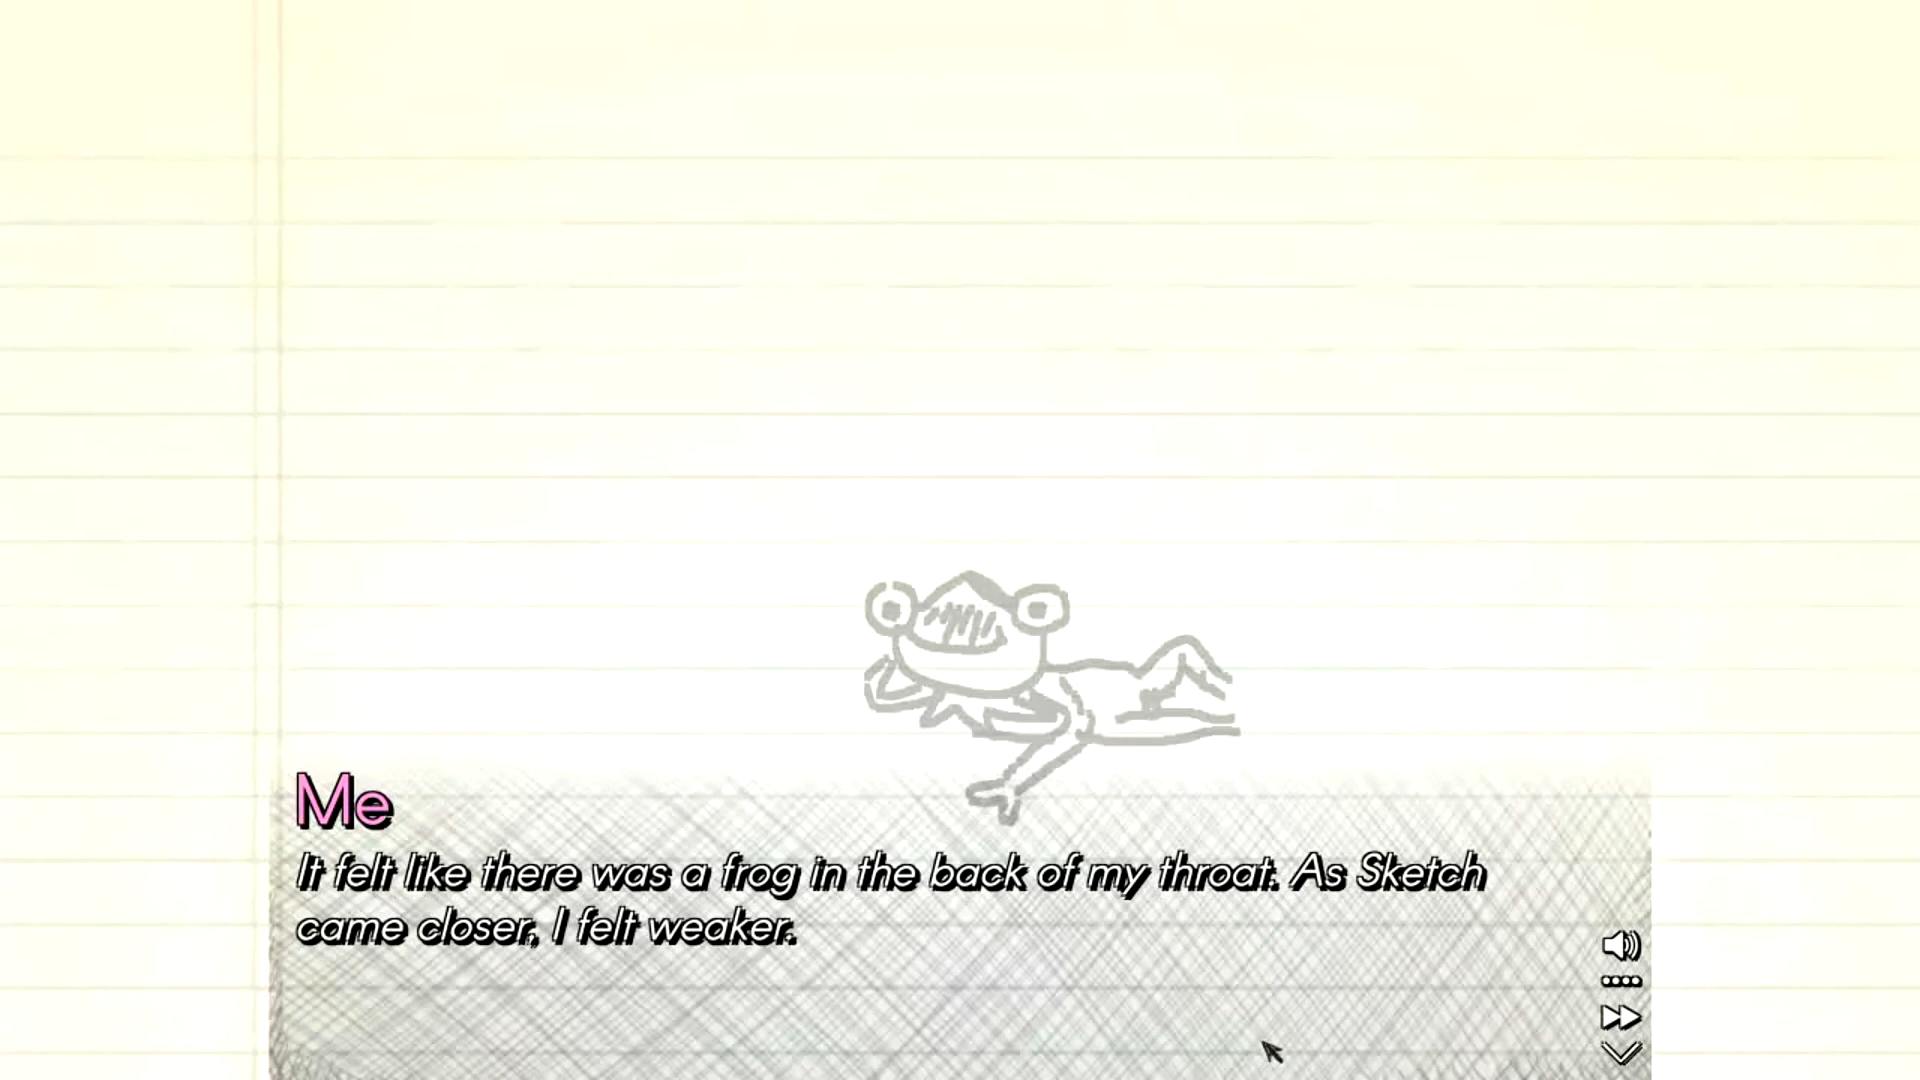 Me
It felt like there was a frog in the back of my throat. As Sketch
came closer, I felt weaker.